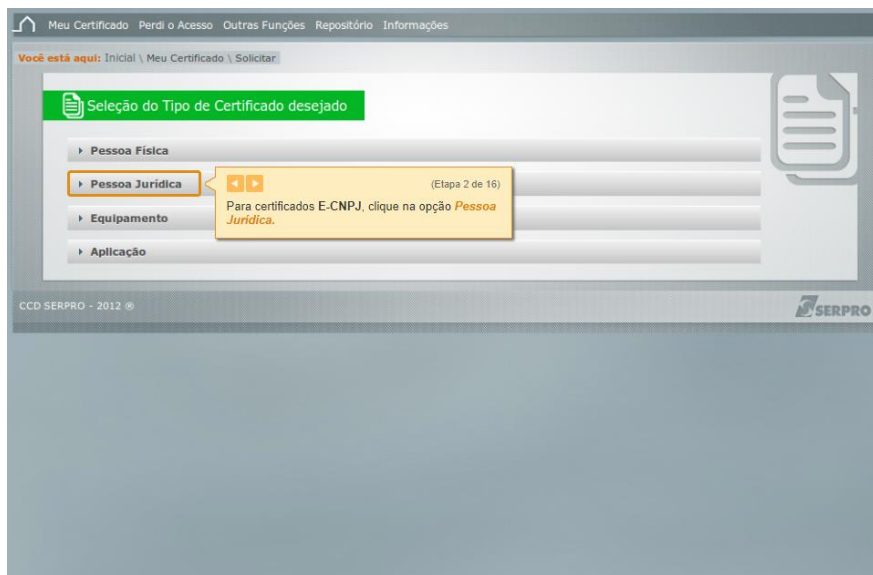 Meu Certificado Perdi o Acesso Outras Funções Repositório Informações
Você está aqui: Inicial \ Meu Certificado \ Solicitar
Seleção do Tipo de Certificado desejado
Pessoa Física
Pessoa Jurídica
(Etapa 2 de 16)
Para certificados E-CNPJ, clique na opção Pessoa
Jurídica.
Equipamento
Aplicação
CCD SERPRO - 2012 ®
SERPRO